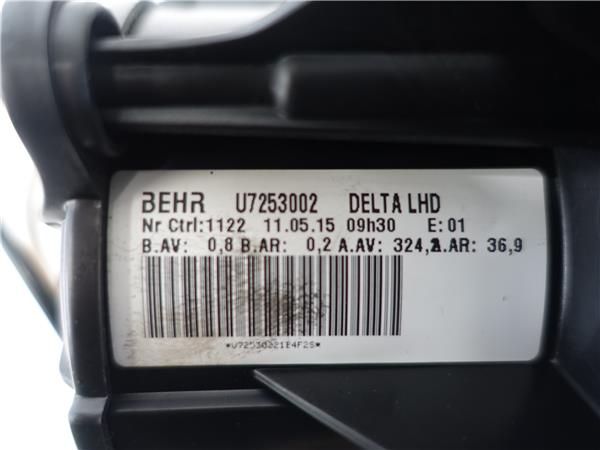 BEHR U7253002 DELTA LHD
Nr Ctrl:1122 11.05.15 09h30 E:01
B.AV: 0,8 B.AR: 0,2 A.AV: 324, A.AR: 36,9
*U72530021E4F2S*